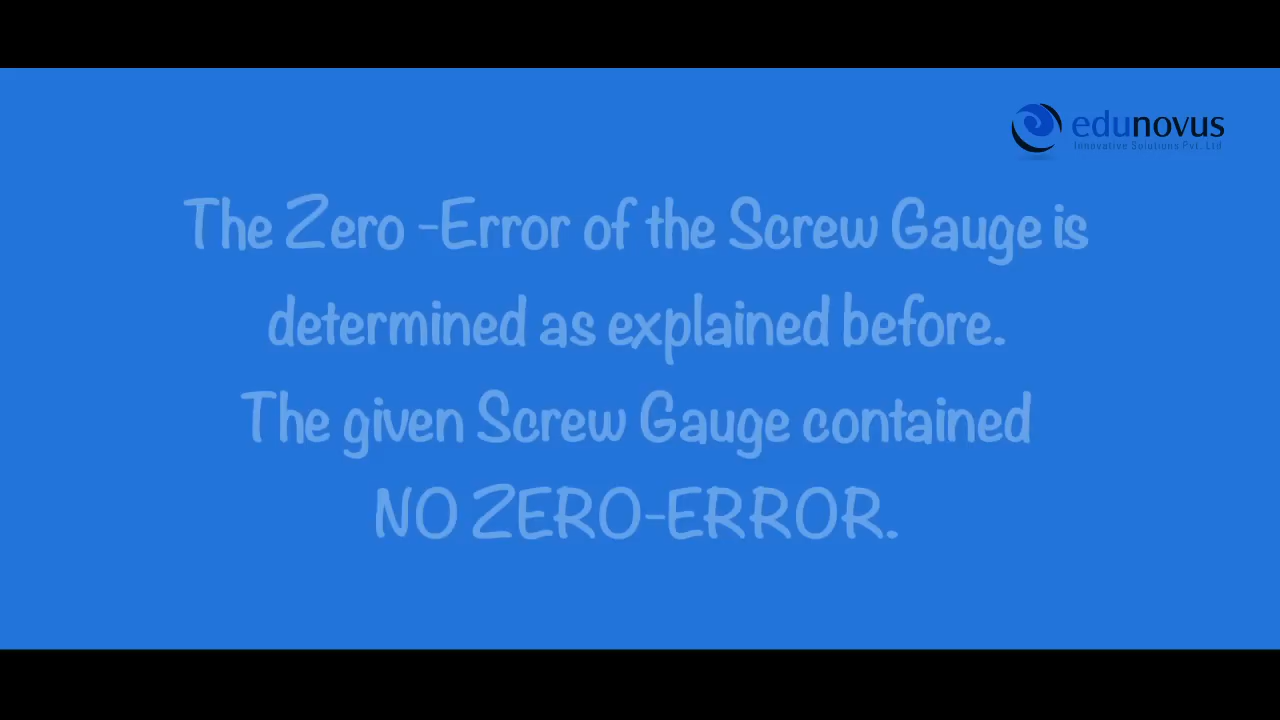 edunovus
Innovative Solutions Pvt. Ltd
The Zero -Error of the Screw Gauge is
determined as explained before.
The given Screw Gauge contained
NO ZERO-ERROR.